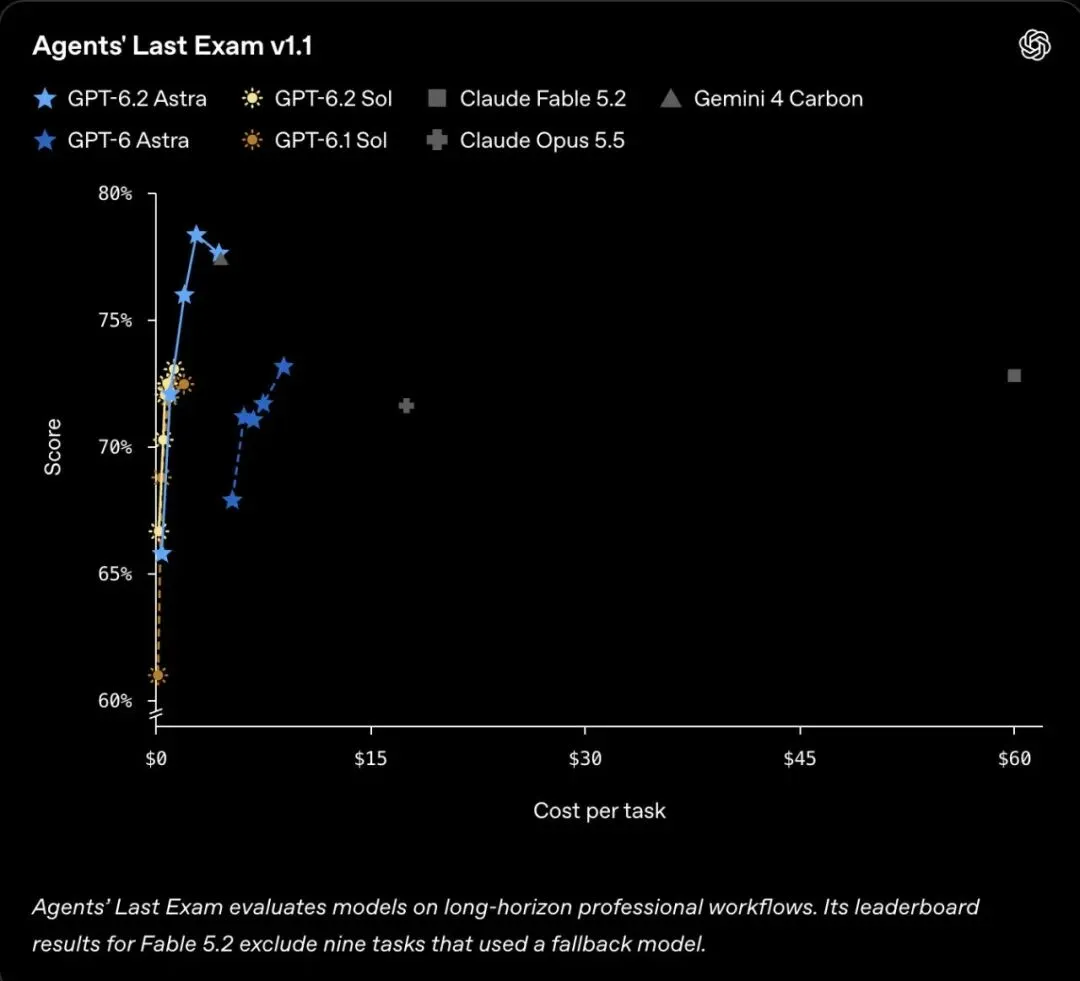 Agents' Last Exam v1.1
GPT-6.2 Astra GPT-6.2 Sol Claude Fable 5.2 Gemini 4 Carbon
GPT-6 Astra GPT-6.1 Sol Claude Opus 5.5
80%
75%
70%
65%
60%
Score
$0 $15 $30 $45 $60
Cost per task
Agents’ Last Exam evaluates models on long-horizon professional workflows. Its leaderboard
results for Fable 5.2 exclude nine tasks that used a fallback model.